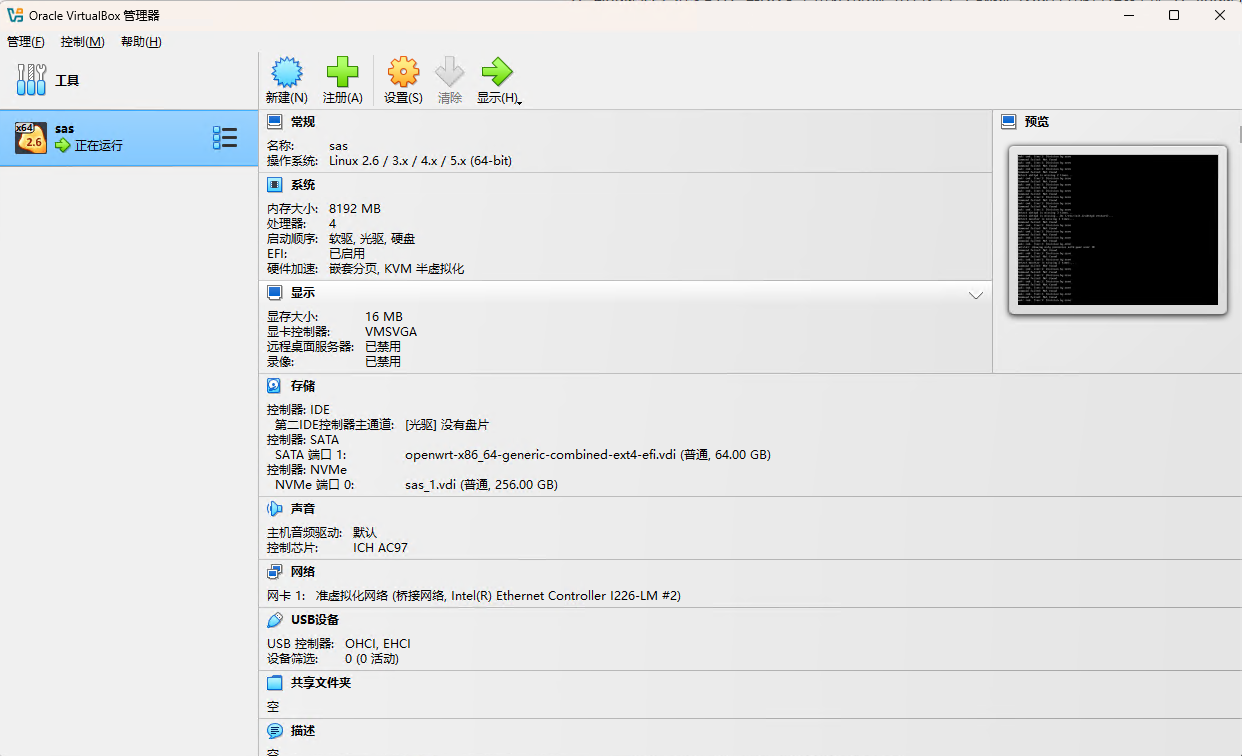 Oracle VirtualBox 管理器
管理(F) 控制(M) 帮助(H)
工具
新建(N) 注册(A) 设置(S) 清除 显示(H)
x64
2.6
sas
正在运行
常规
名称: sas
操作系统: Linux 2.6 / 3.x / 4.x / 5.x (64-bit)
系统
内存大小: 8192 MB
处理器: 4
启动顺序: 软驱, 光驱, 硬盘
EFI: 已启用
硬件加速: 嵌套分页, KVM 半虚拟化
显示
显存大小: 16 MB
显卡控制器: VMSVGA
远程桌面服务器: 已禁用
录像: 已禁用
预览
存储
控制器: IDE
第二IDE控制器主通道: [光驱] 没有盘片
控制器: SATA
SATA 端口 1: openwrt-x86_64-generic-combined-ext4-efi.vdi (普通, 64.00 GB)
控制器: NVMe
NVMe 端口 0: sas_1.vdi (普通, 256.00 GB)
声音
主机音频驱动: 默认
控制芯片: ICH AC97
网络
网卡 1: 准虚拟化网络 (桥接网络, Intel(R) Ethernet Controller I226-LM #2)
USB设备
USB 控制器: OHCI, EHCI
设备筛选: 0 (0 活动)
共享文件夹
空
描述
空